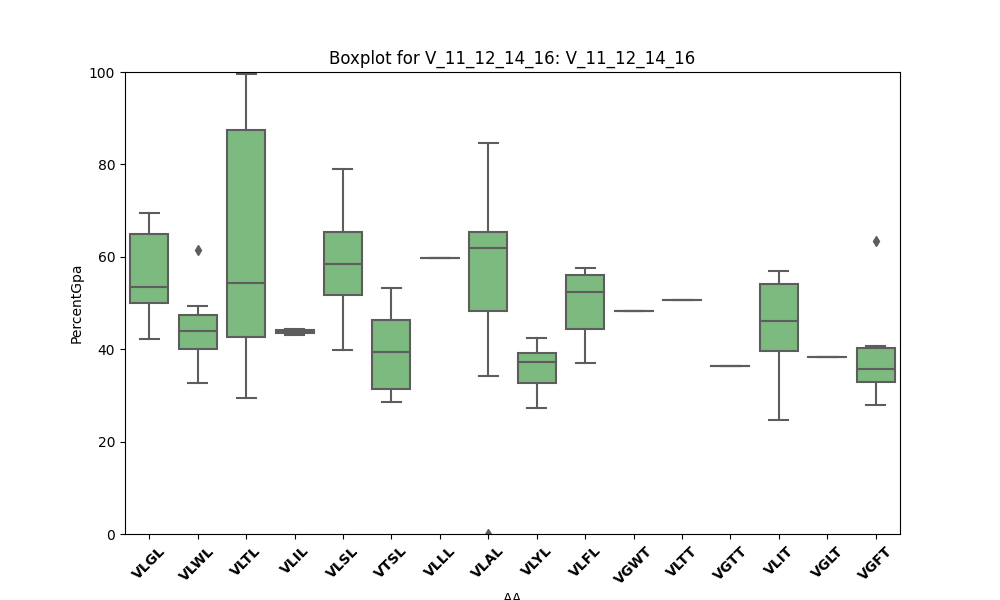 Boxplot for V_11_12_14_16: V_11_12_14_16
100
80
60
40
20
0
PercentGpa
VLGL
VLWL
VLTL
VLIL
VLSL
VTSL
VLLL
VLAL
VLYL
VLFL
VGWT
VLTT
VGTT
VLIT
VGLT
VGFT
AA